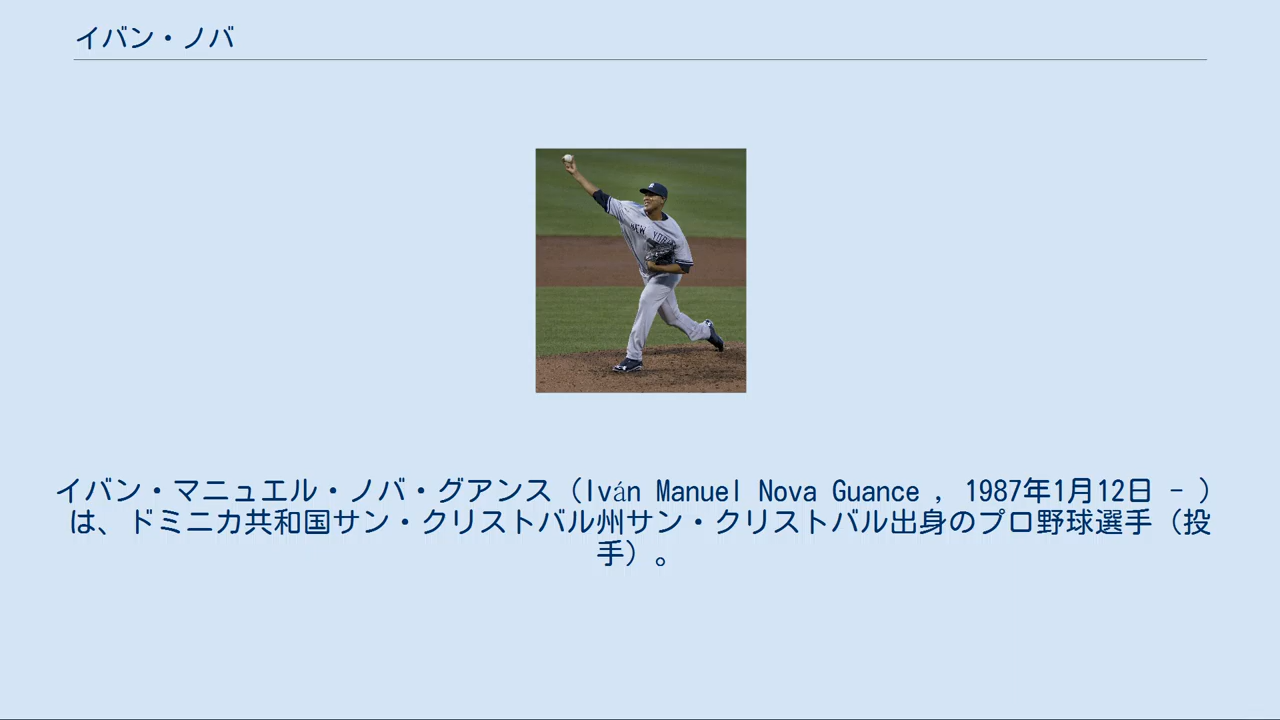 イバン・ノバ
NEW YORK
イバン・マニュエル・ノバ・グアンス（Iván Manuel Nova Guance , 1987年1月12日 - ）
は、ドミニカ共和国サン・クリストバル州サン・クリストバル出身のプロ野球選手（投
手）。